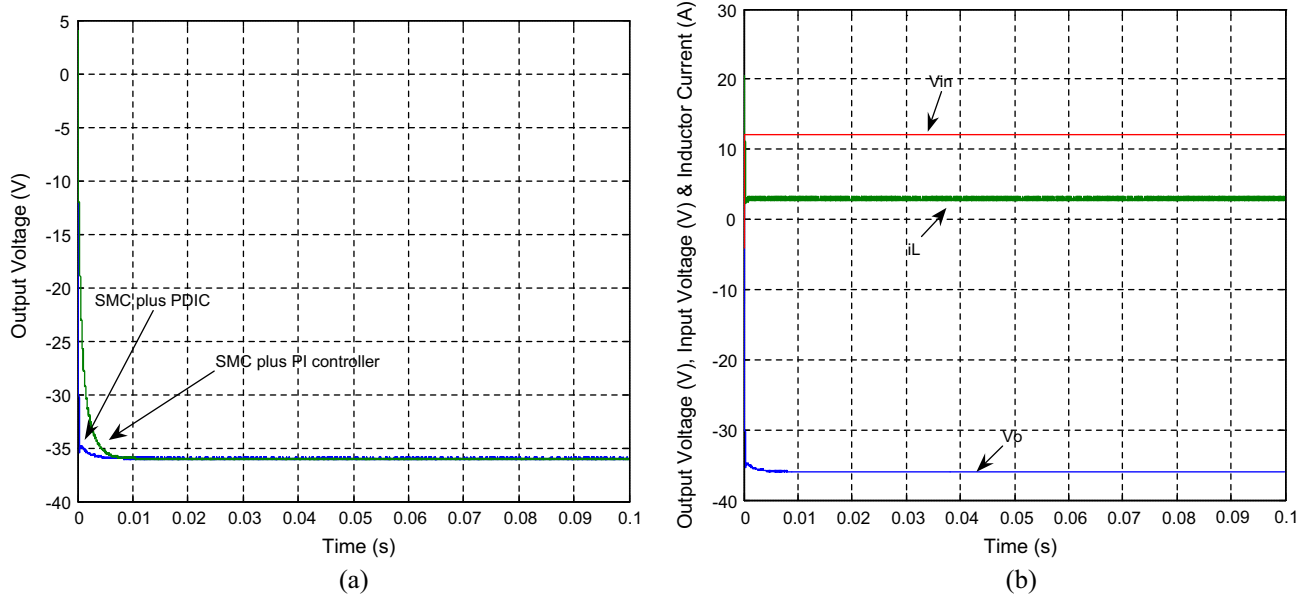 Output Voltage (V)
5
0
-5
-10
-15
-20
-25
-30
-35
-40
SMC plus PDIC
SMC plus PI controller
0 0.01 0.02 0.03 0.04 0.05 0.06 0.07 0.08 0.09 0.1
Time (s)
(a)
Output Voltage (V), Input Voltage (V) & Inductor Current (A)
30
20
10
0
-10
-20
-30
-40
Vin
iL
Vo
0 0.01 0.02 0.03 0.04 0.05 0.06 0.07 0.08 0.09 0.1
Time (s)
(b)